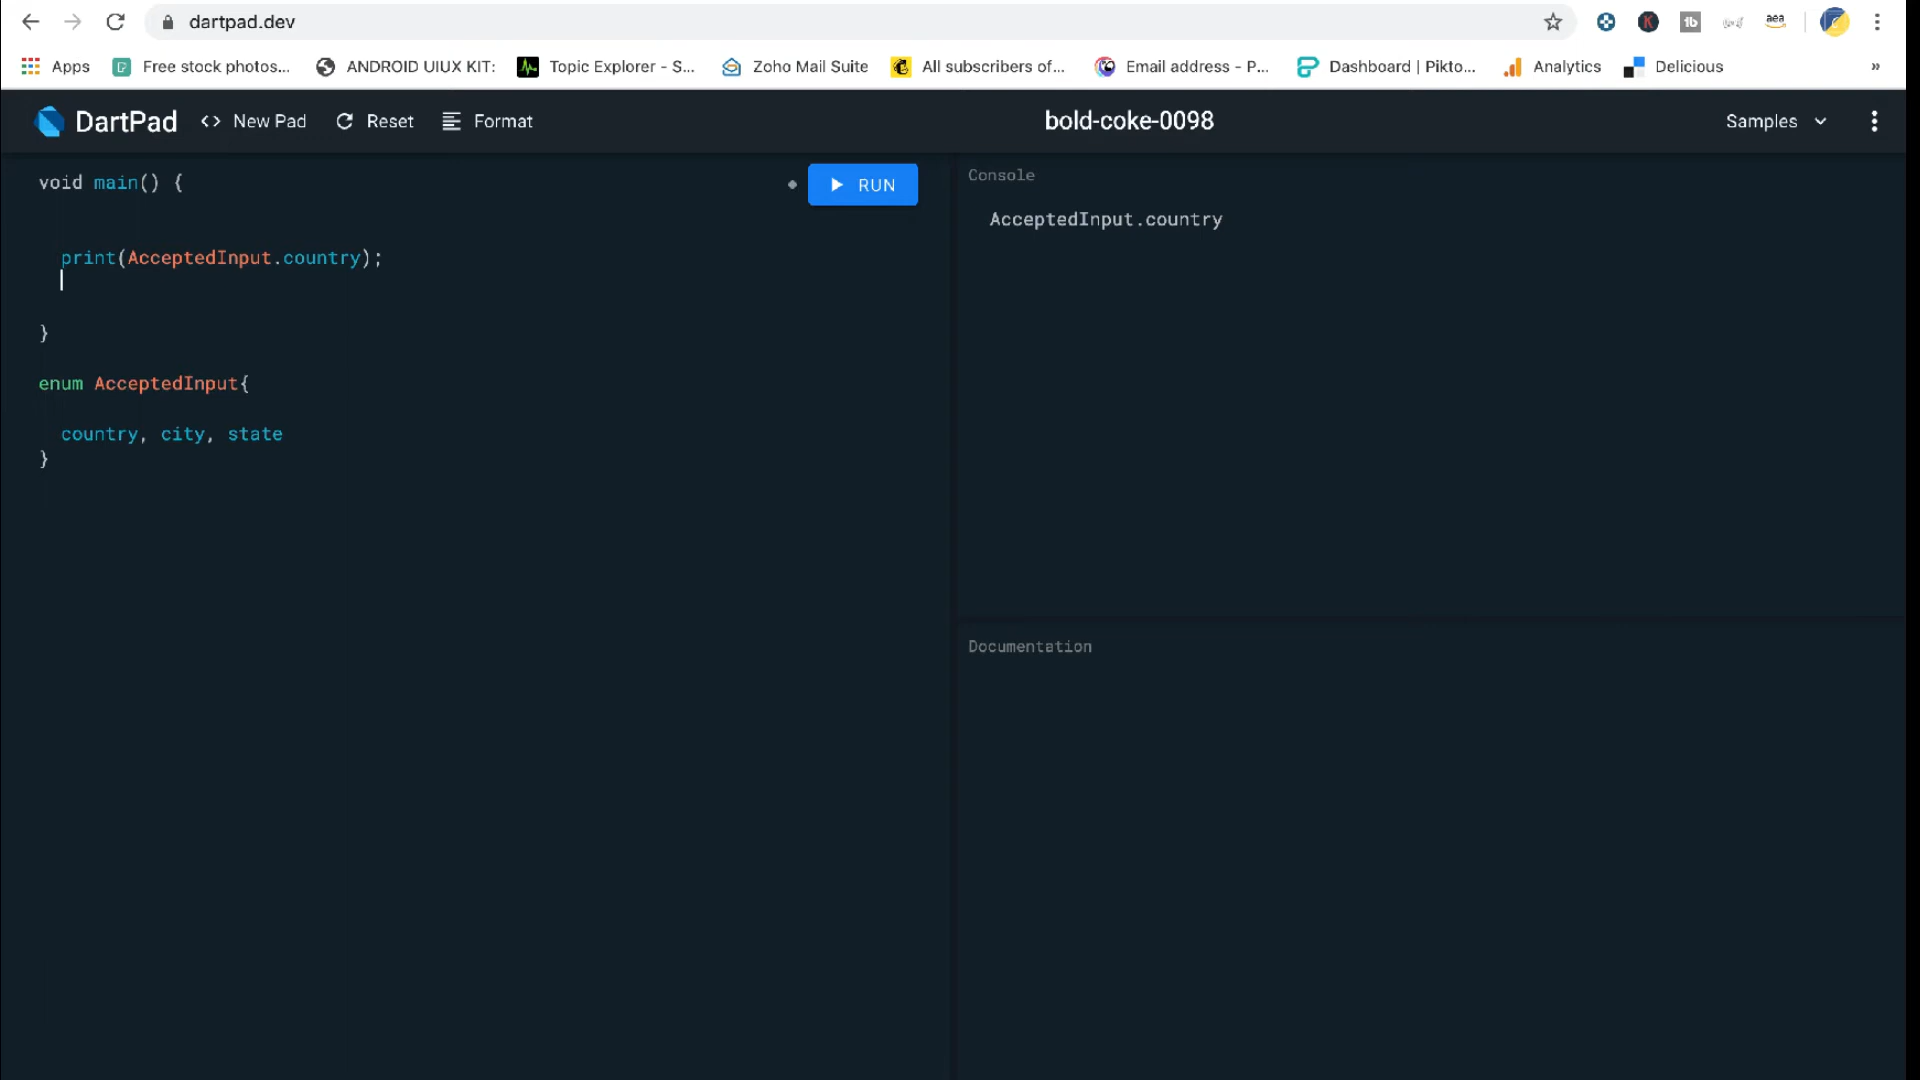 dartpad.dev
Apps Free stock photos... ANDROID UIUX KIT: Topic Explorer - S... Zoho Mail Suite All subscribers of... Email address - P... Dashboard | Pikto... Analytics Delicious »
DartPad <> New Pad Reset Format bold-coke-0098 Samples
void main() {
RUN
print(AcceptedInput.country);
}
enum AcceptedInput{
country, city, state
}
Console
AcceptedInput.country
Documentation